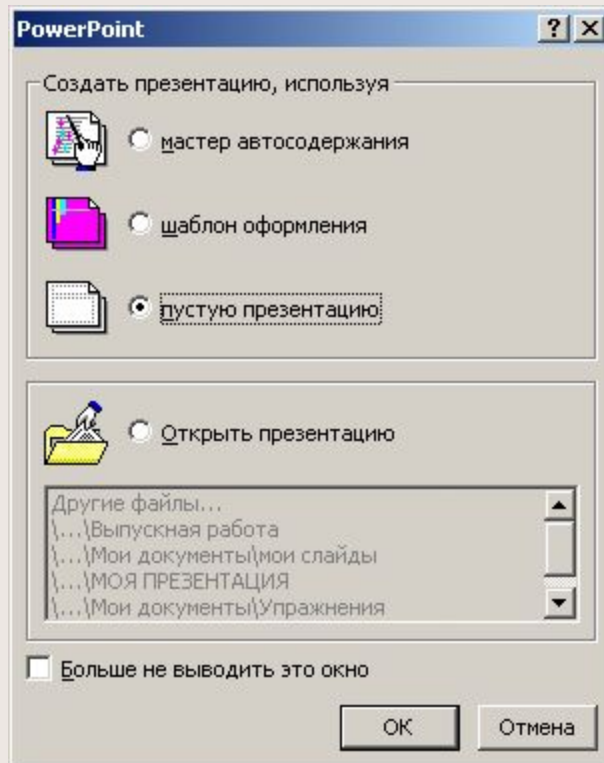 PowerPoint
Создать презентацию, используя
мастер автосодержания
шаблон оформления
пустую презентацию
Открыть презентацию
Другие файлы...
\...\Выпускная работа
\...\Мои документы\мои слайды
\...\МОЯ ПРЕЗЕНТАЦИЯ
\...\Мои документы\Упражнения
Больше не выводить это окно
ОК Отмена